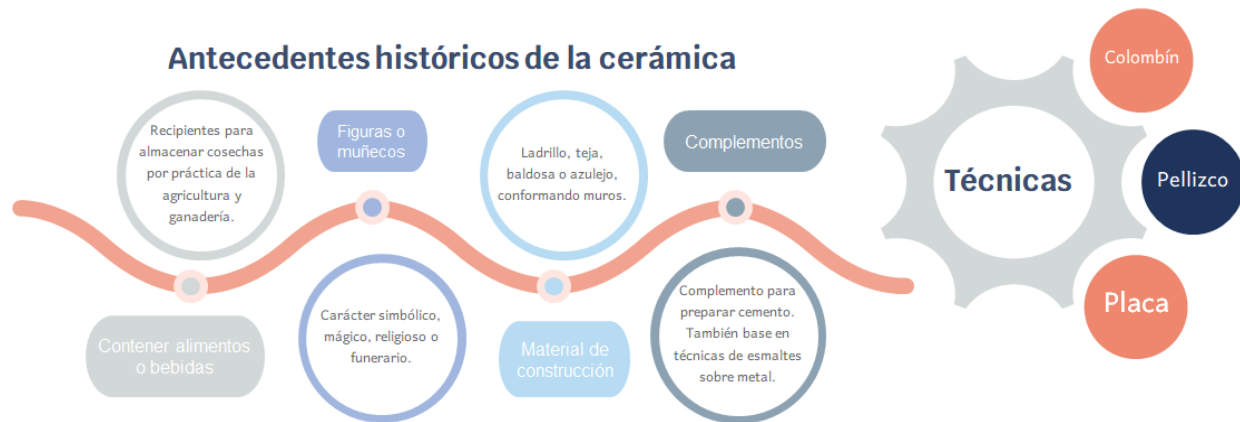 Antecedentes históricos de la cerámica
Recipientes para
almacenar cosechas
por práctica de la
agricultura y
ganadería.
Contener alimentos
o bebidas
Figuras o
muñecos
Carácter simbólico,
mágico, religioso o
funerario.
Ladrillo, teja,
baldosa o azulejo,
conformando muros.
Material de
construcción
Complementos
Complemento para
preparar cemento.
También base en
técnicas de esmaltes
sobre metal.
Técnicas
Colombín
Pellizco
Placa